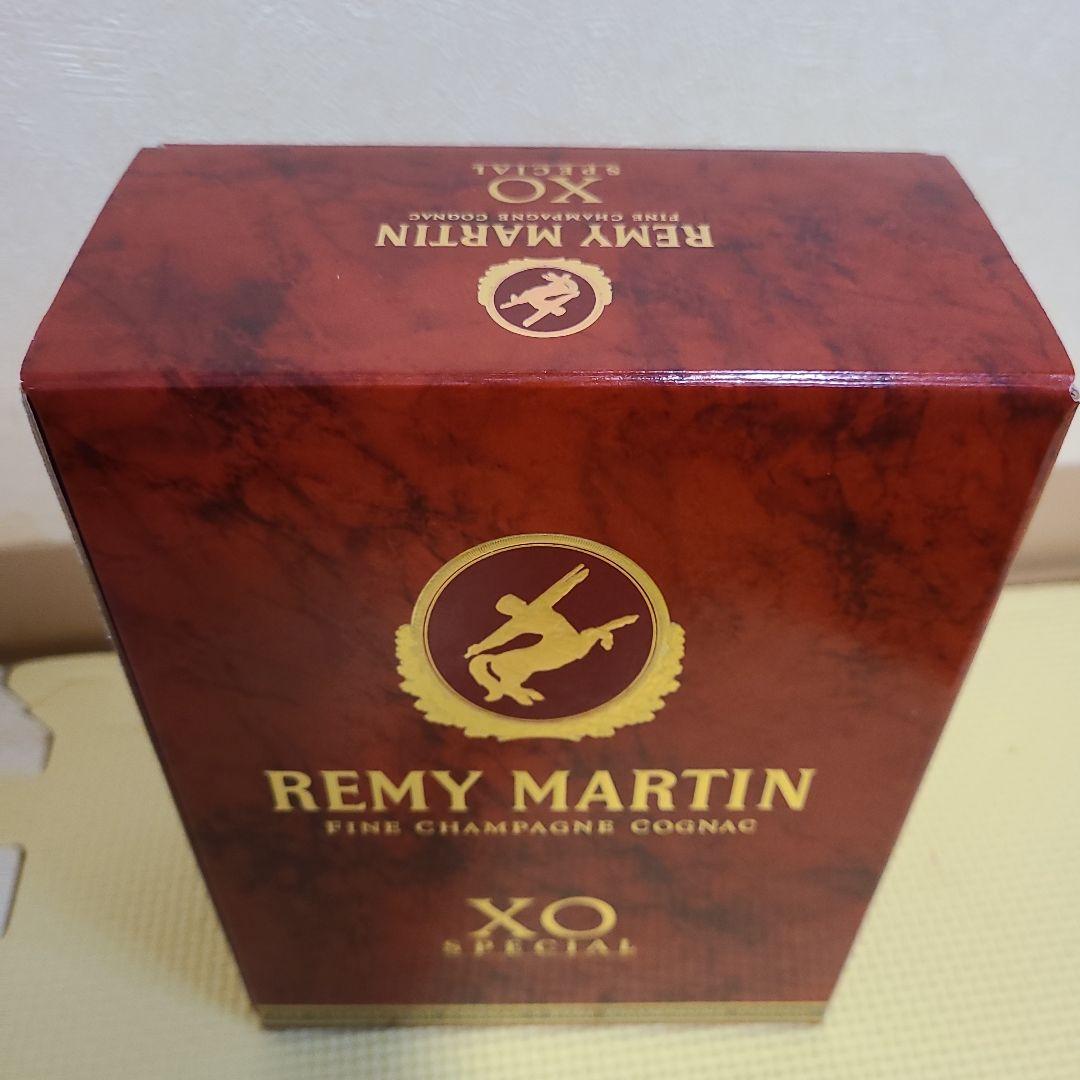 REMY MARTIN
FINE CHAMPAGNE COGNAC
XO
SPECIAL
REMY MARTIN
FINE CHAMPAGNE COGNAC
XO
SPECIAL